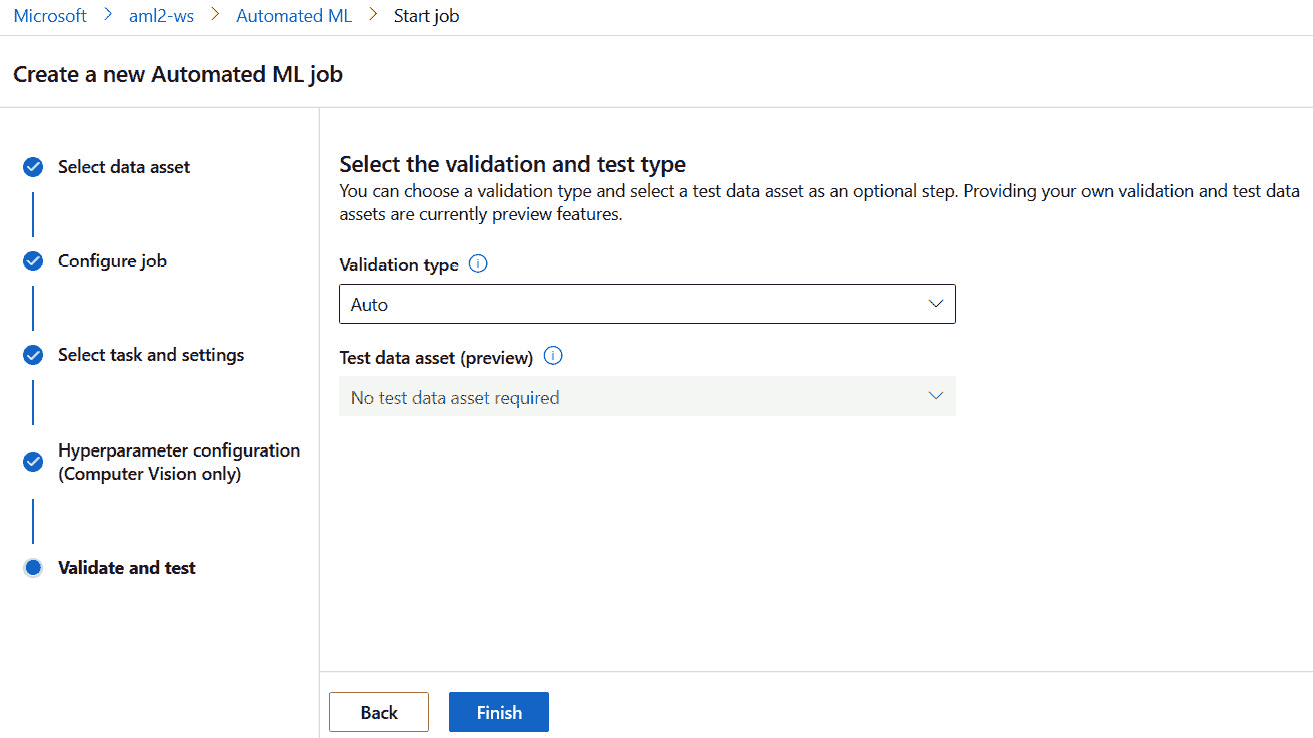 Microsoft > aml2-ws > Automated ML > Start job
Create a new Automated ML job
Select data asset
Configure job
Select task and settings
Hyperparameter configuration
(Computer Vision only)
Validate and test
Select the validation and test type
You can choose a validation type and select a test data asset as an optional step. Providing your own validation and test data
assets are currently preview features.
Validation type
Auto
Test data asset (preview)
No test data asset required
Back
Finish